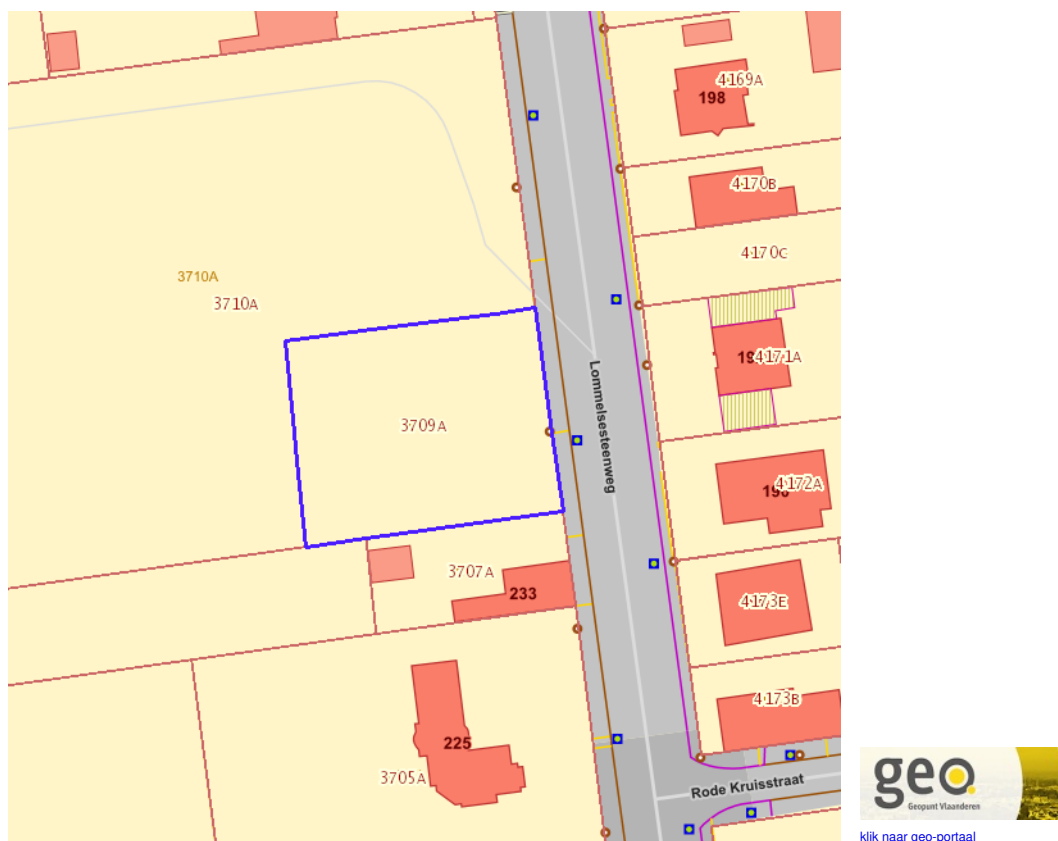 4169A
198
4170B
4170C
3710A
3710A
4171A
Lommelsesteenweg
3709A
4172A
3707A
233
4173E
4173B
225
3705A
Rode Kruisstraat
geo.
Geopunt Vlaanderen
klik naar geo-portaal